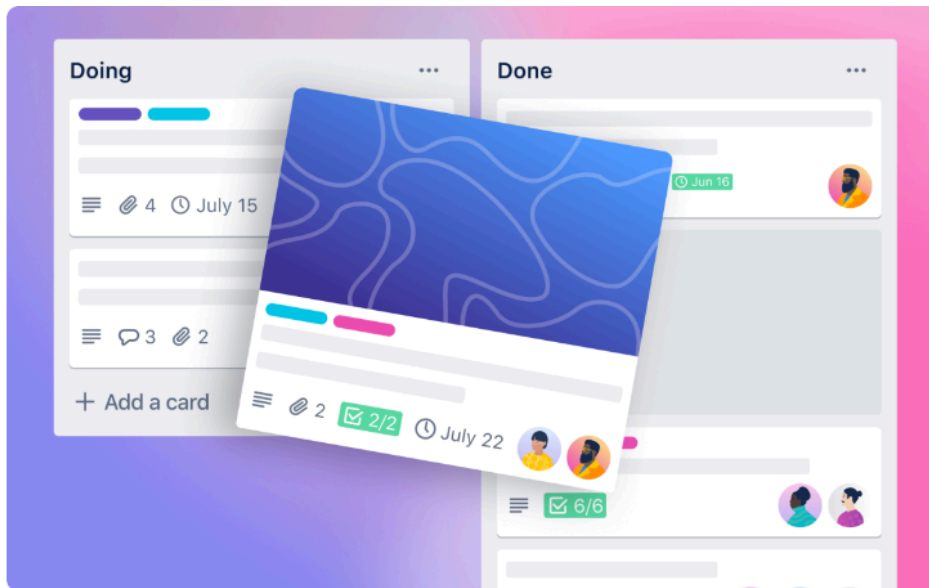 Doing
4 July 15
3 2
+ Add a card
2 2/2 July 22
Done
Jun 16
6/6